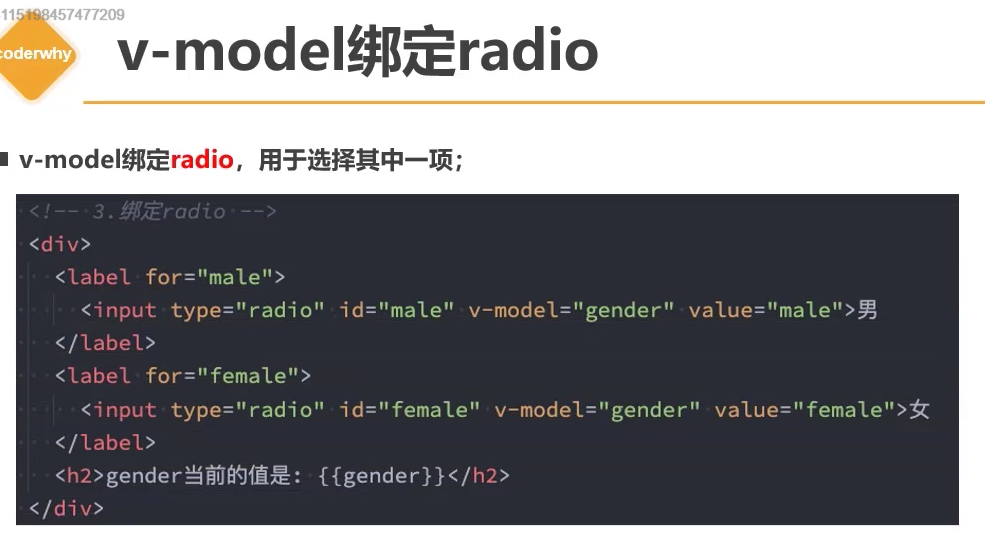 115198457477209
coderwhy
v-model绑定radio
v-model绑定radio，用于选择其中一项；
<!-- 3.绑定radio -->
<div>
<label for="male">
<input type="radio" id="male" v-model="gender" value="male">男
</label>
<label for="female">
<input type="radio" id="female" v-model="gender" value="female">女
</label>
<h2>gender当前的值是: {{gender}}</h2>
</div>